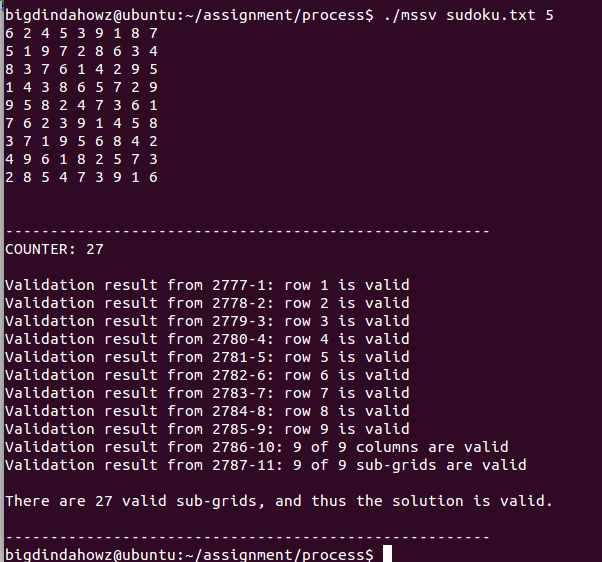 bigdindahowz@ubuntu:~/assignment/process$ ./mssv sudoku.txt 5
6 2 4 5 3 9 1 8 7
5 1 9 7 2 8 6 3 4
8 3 7 6 1 4 2 9 5
1 4 3 8 6 5 7 2 9
9 5 8 2 4 7 3 6 1
7 6 2 3 9 1 4 5 8
3 7 1 9 5 6 8 4 2
4 9 6 1 8 2 5 7 3
2 8 5 4 7 3 9 1 6
------------------------------------------------------
COUNTER: 27
Validation result from 2777-1: row 1 is valid
Validation result from 2778-2: row 2 is valid
Validation result from 2779-3: row 3 is valid
Validation result from 2780-4: row 4 is valid
Validation result from 2781-5: row 5 is valid
Validation result from 2782-6: row 6 is valid
Validation result from 2783-7: row 7 is valid
Validation result from 2784-8: row 8 is valid
Validation result from 2785-9: row 9 is valid
Validation result from 2786-10: 9 of 9 columns are valid
Validation result from 2787-11: 9 of 9 sub-grids are valid
There are 27 valid sub-grids, and thus the solution is valid.
------------------------------------------------------
bigdindahowz@ubuntu:~/assignment/process$